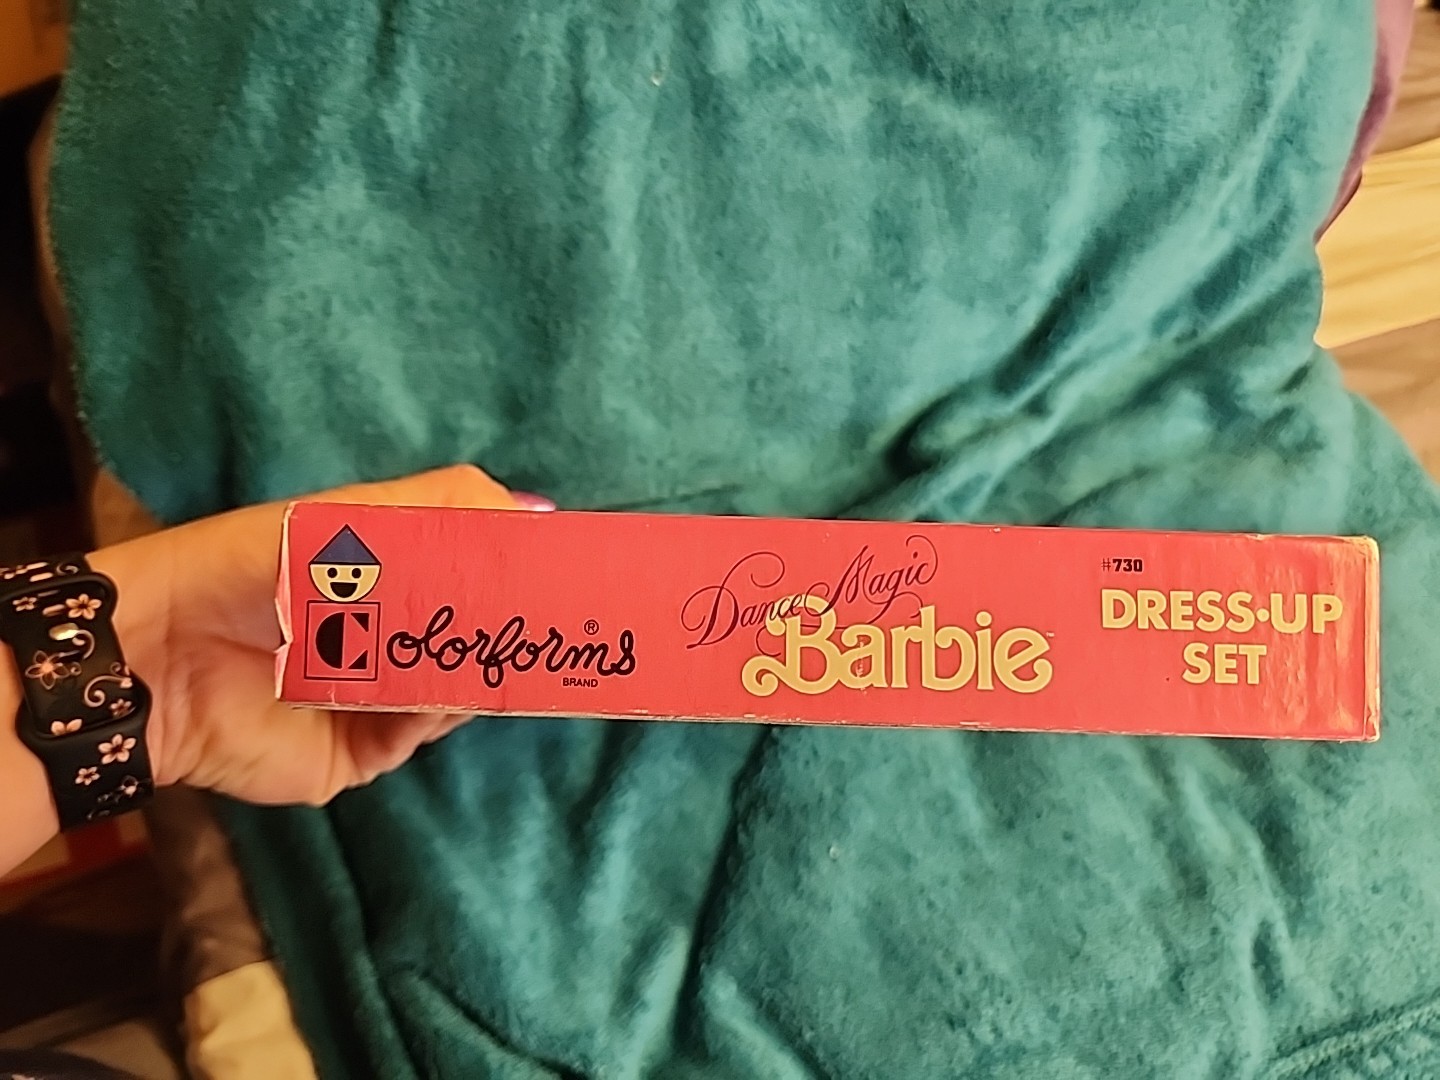 Colorforms®
BRAND
Dance Magic
Barbie™
#730
DRESS·UP
SET